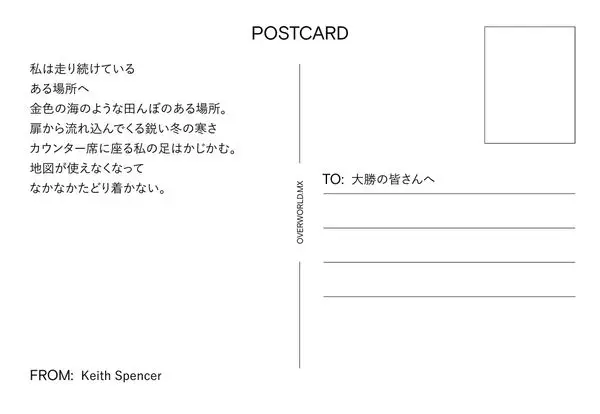 POSTCARD
私は走り続けている
ある場所へ
金色の海のような田んぼのある場所。
扉から流れ込んでくる鋭い冬の寒さ
カウンター席に座る私の足はかじかむ。
地図が使えなくなって
なかなかたどり着かない。
FROM: Keith Spencer
OVERWORLD.MX
TO: 大勝の皆さんへ